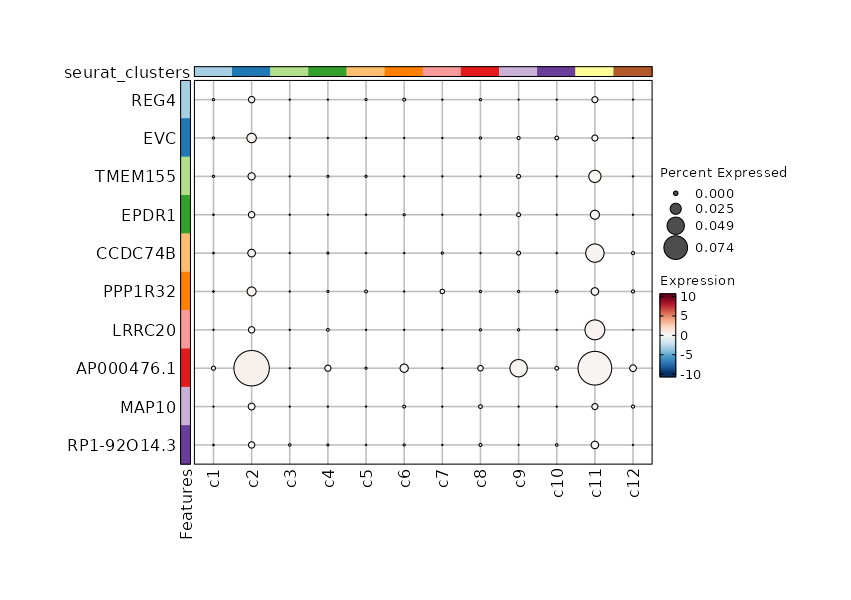 seurat_clusters
REG4
EVC
TMEM155
EPDR1
CCDC74B
PPP1R32
LRRC20
AP000476.1
MAP10
RP1-92O14.3
Features
c1
c2
c3
c4
c5
c6
c7
c8
c9
c10
c11
c12
Percent Expressed
0.000
0.025
0.049
0.074
Expression
10
5
0
-5
-10